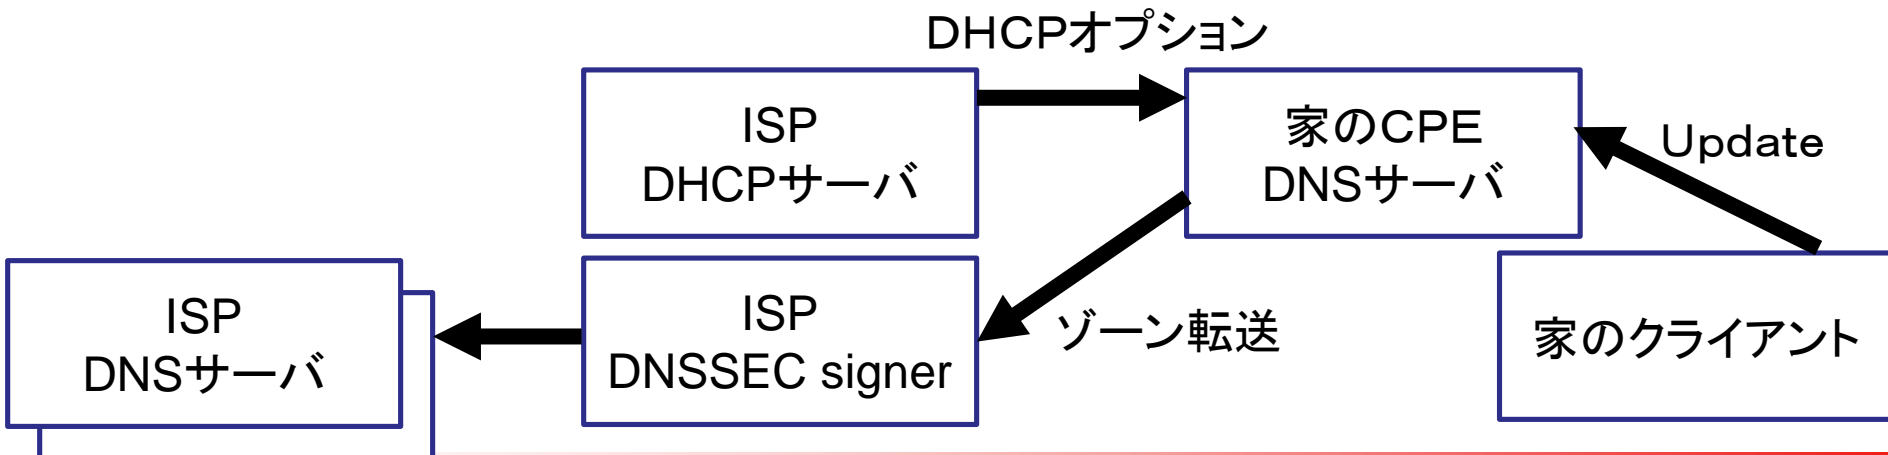 DHCPオプション
ISP
DHCPサーバ
家のCPE
DNSサーバ
Update
ISP
DNSサーバ
ISP
DNSSEC signer
ゾーン転送
家のクライアント